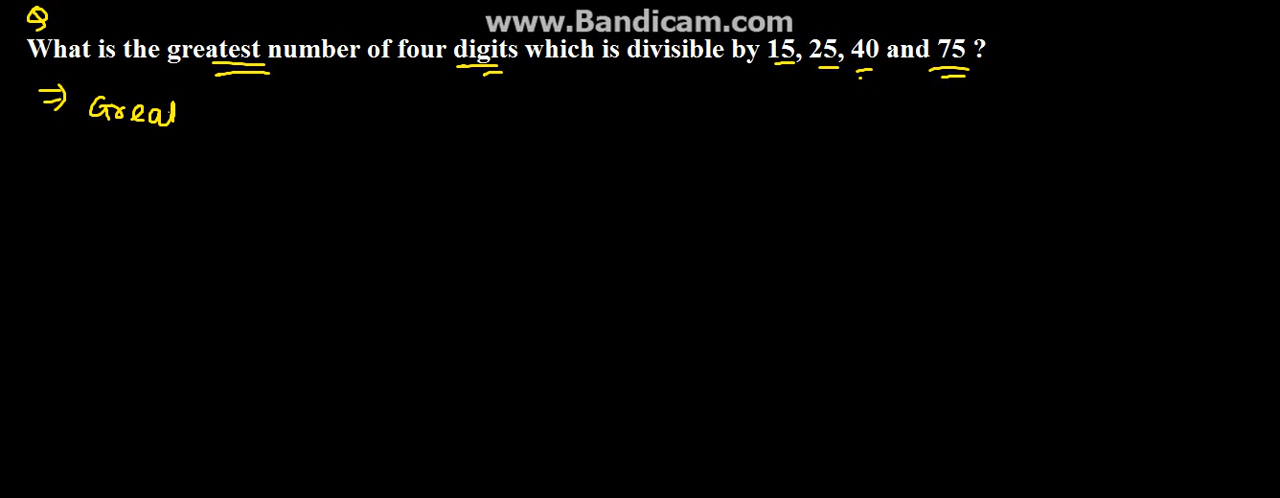 Q
www.Bandicam.com
What is the greatest number of four digits which is divisible by 15, 25, 40 and 75 ?
⇒ Great